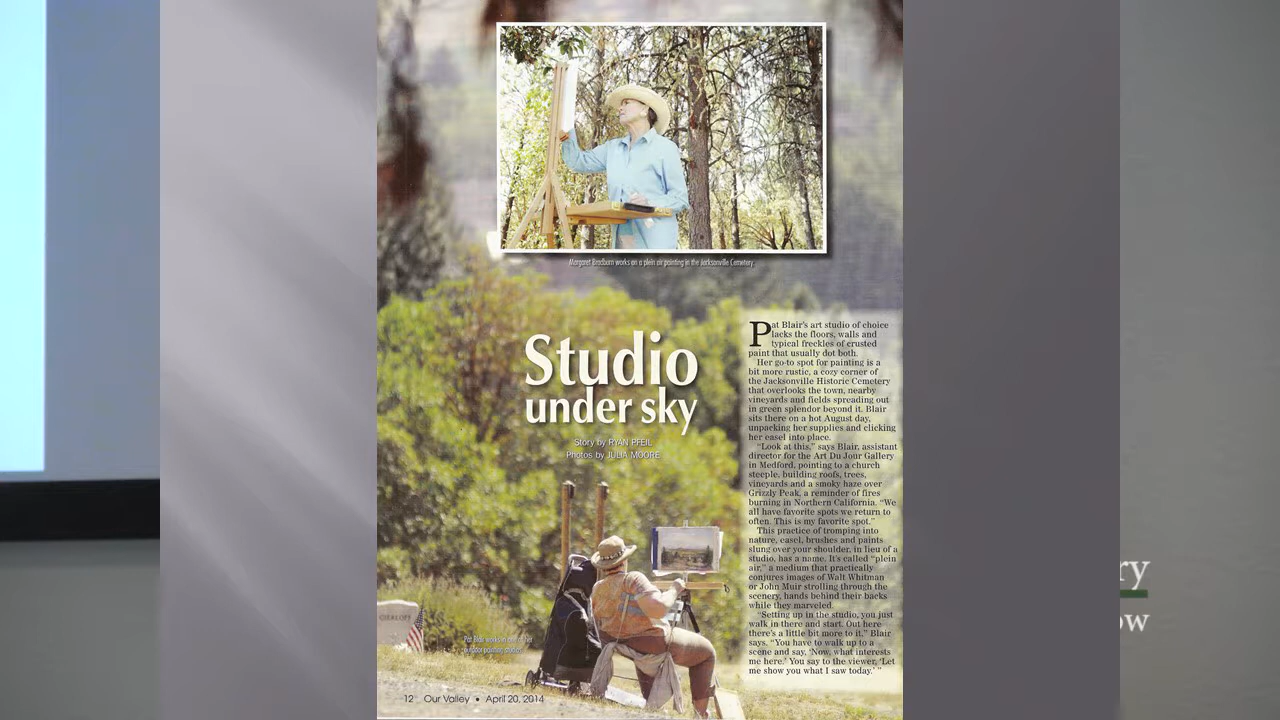 Margaret Bradburn works on a plein air painting in the Jacksonville Cemetery.
Studio
under sky
Story by RYAN PFEIL
Photos by JULIA MOORE
Pat Blair's art studio of choice
lacks the floors, walls and
typical freckles of crusted
paint that usually dot both.
Her go-to spot for painting is a
bit more rustic, a cozy corner of
the Jacksonville Historic Cemetery
that overlooks the town, nearby
vineyards and fields spreading out
in green splendor beyond it. Blair
sits there on a hot August day,
unpacking her supplies and clicking
her easel into place.
"Look at this," says Blair, assistant
director for the Art Du Jour Gallery
in Medford, pointing to a church
steeple, building roofs, trees,
vineyards and a smoky haze over
Grizzly Peak, a reminder of fires
burning in Northern California. "We
all have favorite spots we return to
often. This is my favorite spot."
This practice of tromping into
nature, easel, brushes and paints
slung over your shoulder, in lieu of a
studio, has a name. It's called "plein
air," a medium that practically
conjures images of Walt Whitman
or John Muir strolling through the
scenery, hands behind their backs
while they marveled.
"Setting up in the studio, you just
walk in there and start. Out here
there's a little bit more to it," Blair
says. "You have to walk up to a
scene and say, 'Now, what interests
me here.' You say to the viewer, 'Let
me show you what I saw today.' "
Pat Blair works in one of her
outdoor painting studios.
12 Our Valley • April 20, 2014
ry
ow